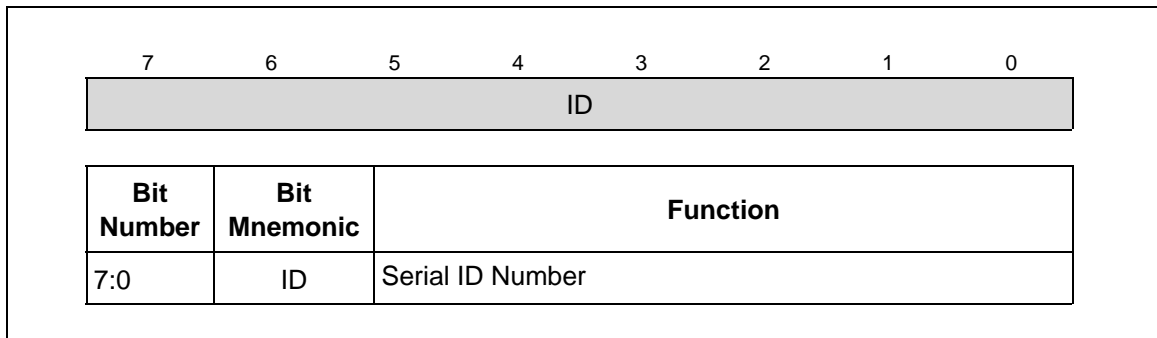 7 6 5 4 3 2 1 0
ID
Bit Number Bit Mnemonic Function
7:0 ID Serial ID Number